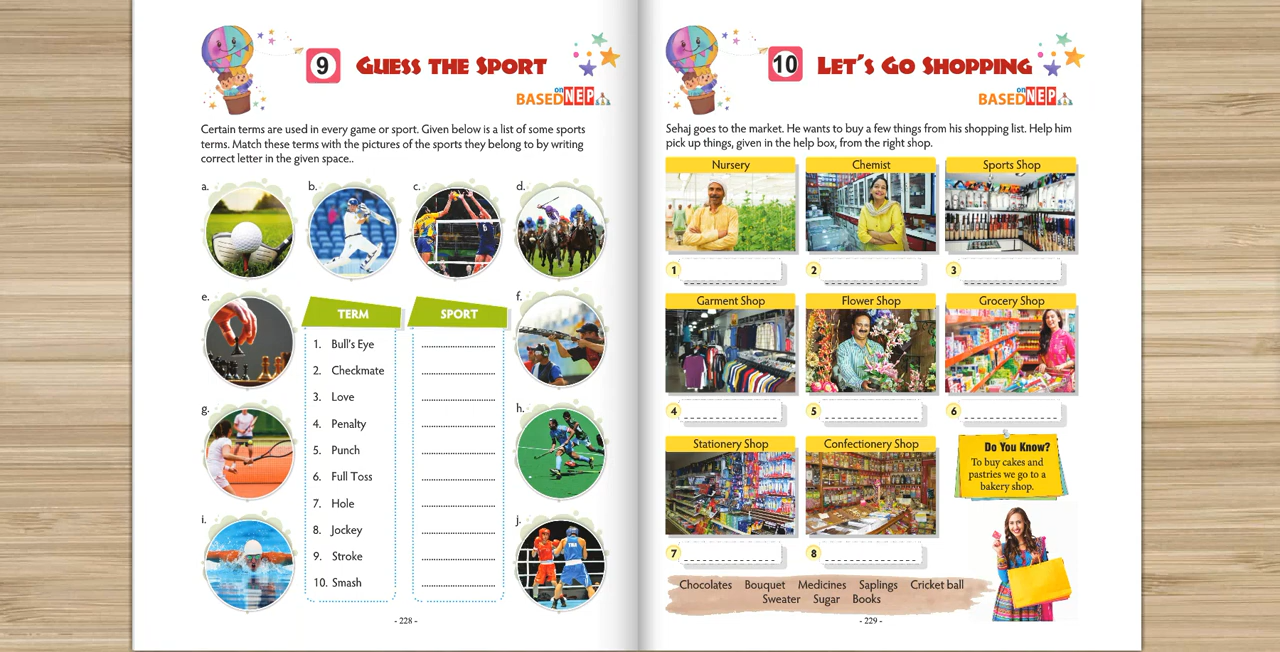 9 GUESS THE SPORT
on
BASED NEP
Certain terms are used in every game or sport. Given below is a list of some sports
terms. Match these terms with the pictures of the sports they belong to by writing
correct letter in the given space..
a.
b.
c.
d.
e.
f.
g.
h.
i.
j.
TERM SPORT
1. Bull's Eye ..........................
2. Checkmate ..........................
3. Love ..........................
4. Penalty ..........................
5. Punch ..........................
6. Full Toss ..........................
7. Hole ..........................
8. Jockey ..........................
9. Stroke ..........................
10. Smash ..........................
- 228 -
10 LET'S GO SHOPPING
on
BASED NEP
Sehaj goes to the market. He wants to buy a few things from his shopping list. Help him
pick up things, given in the help box, from the right shop.
Nursery Chemist Sports Shop
1 2 3
Garment Shop Flower Shop Grocery Shop
4 5 6
Stationery Shop Confectionery Shop
7 8
Do You Know?
To buy cakes and
pastries we go to a
bakery shop.
Chocolates Bouquet Medicines Saplings Cricket ball
Sweater Sugar Books
- 229 -